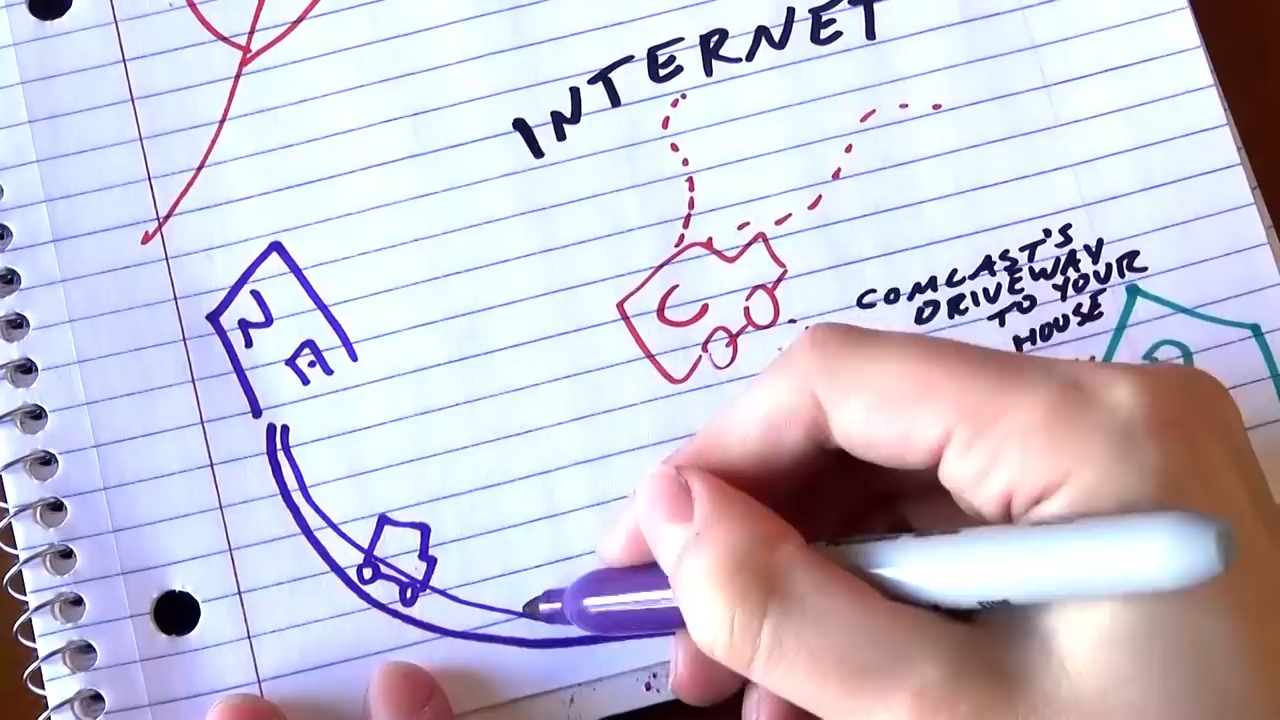 INTERNET
C
COMCAST'S
DRIVEWAY
TO YOUR
HOUSE
N
A